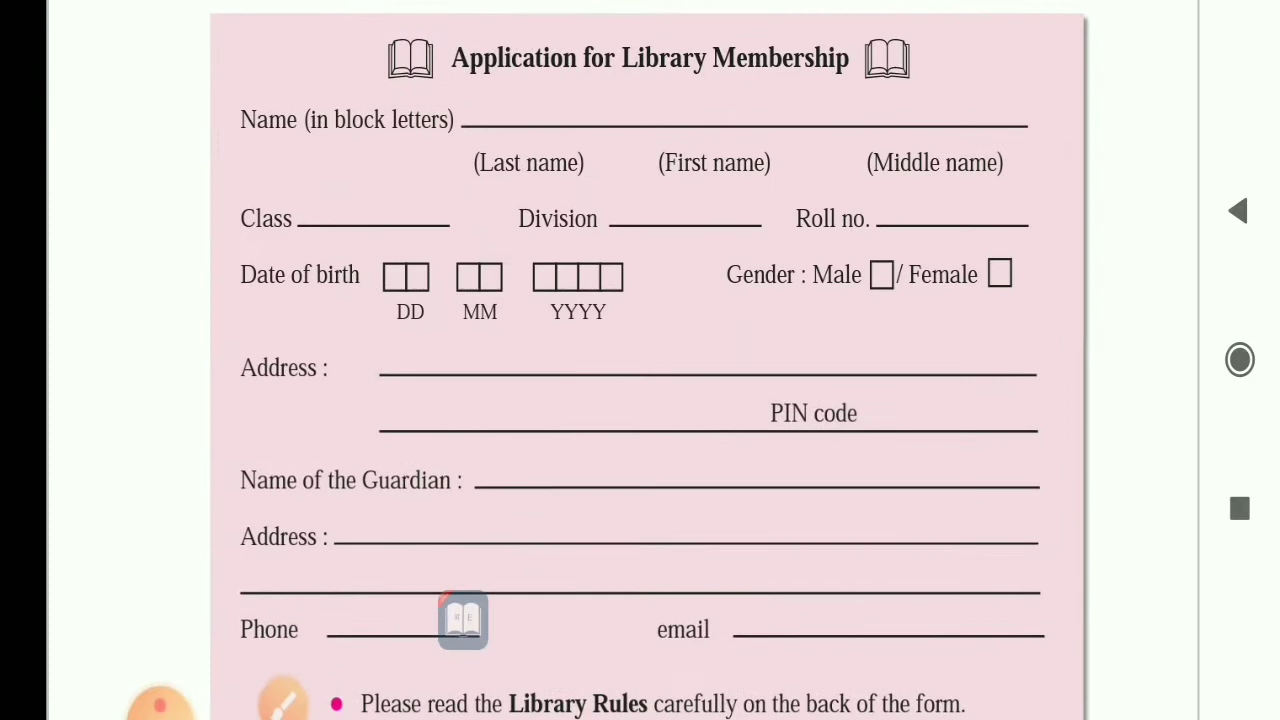 Application for Library Membership
Name (in block letters)
(Last name) (First name) (Middle name)
Class Division Roll no.
Date of birth Gender : Male / Female
DD MM YYYY
Address :
PIN code
Name of the Guardian :
Address :
Phone email
Please read the Library Rules carefully on the back of the form.